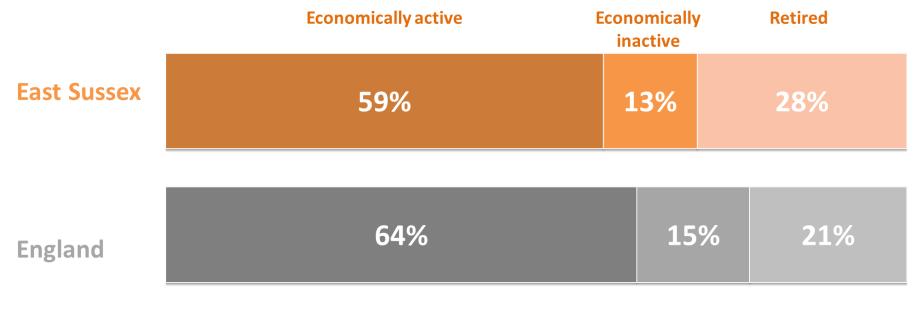 Economically active
Economically
inactive
Retired
East Sussex
59%
13%
28%
England
64%
15%
21%